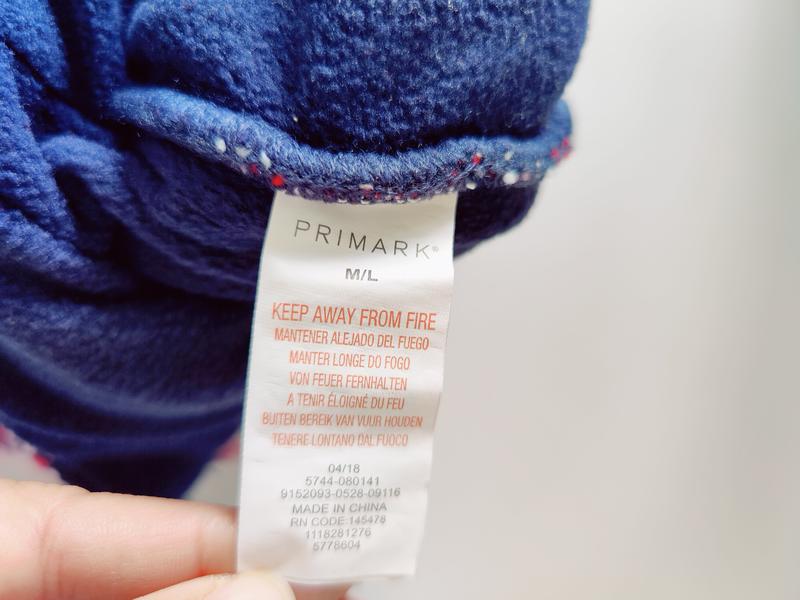 PRIMARK®
M/L
KEEP AWAY FROM FIRE
MANTENER ALEJADO DEL FUEGO
MANTER LONGE DO FOGO
VON FEUER FERNHALTEN
A TENIR ÉLOIGNÉ DU FEU
BUITEN BEREIK VAN VUUR HOUDEN
TENERE LONTANO DAL FUOCO
04/18
5744-080141
9152093-0528-09116
MADE IN CHINA
RN CODE:145478
1118281276
5778604